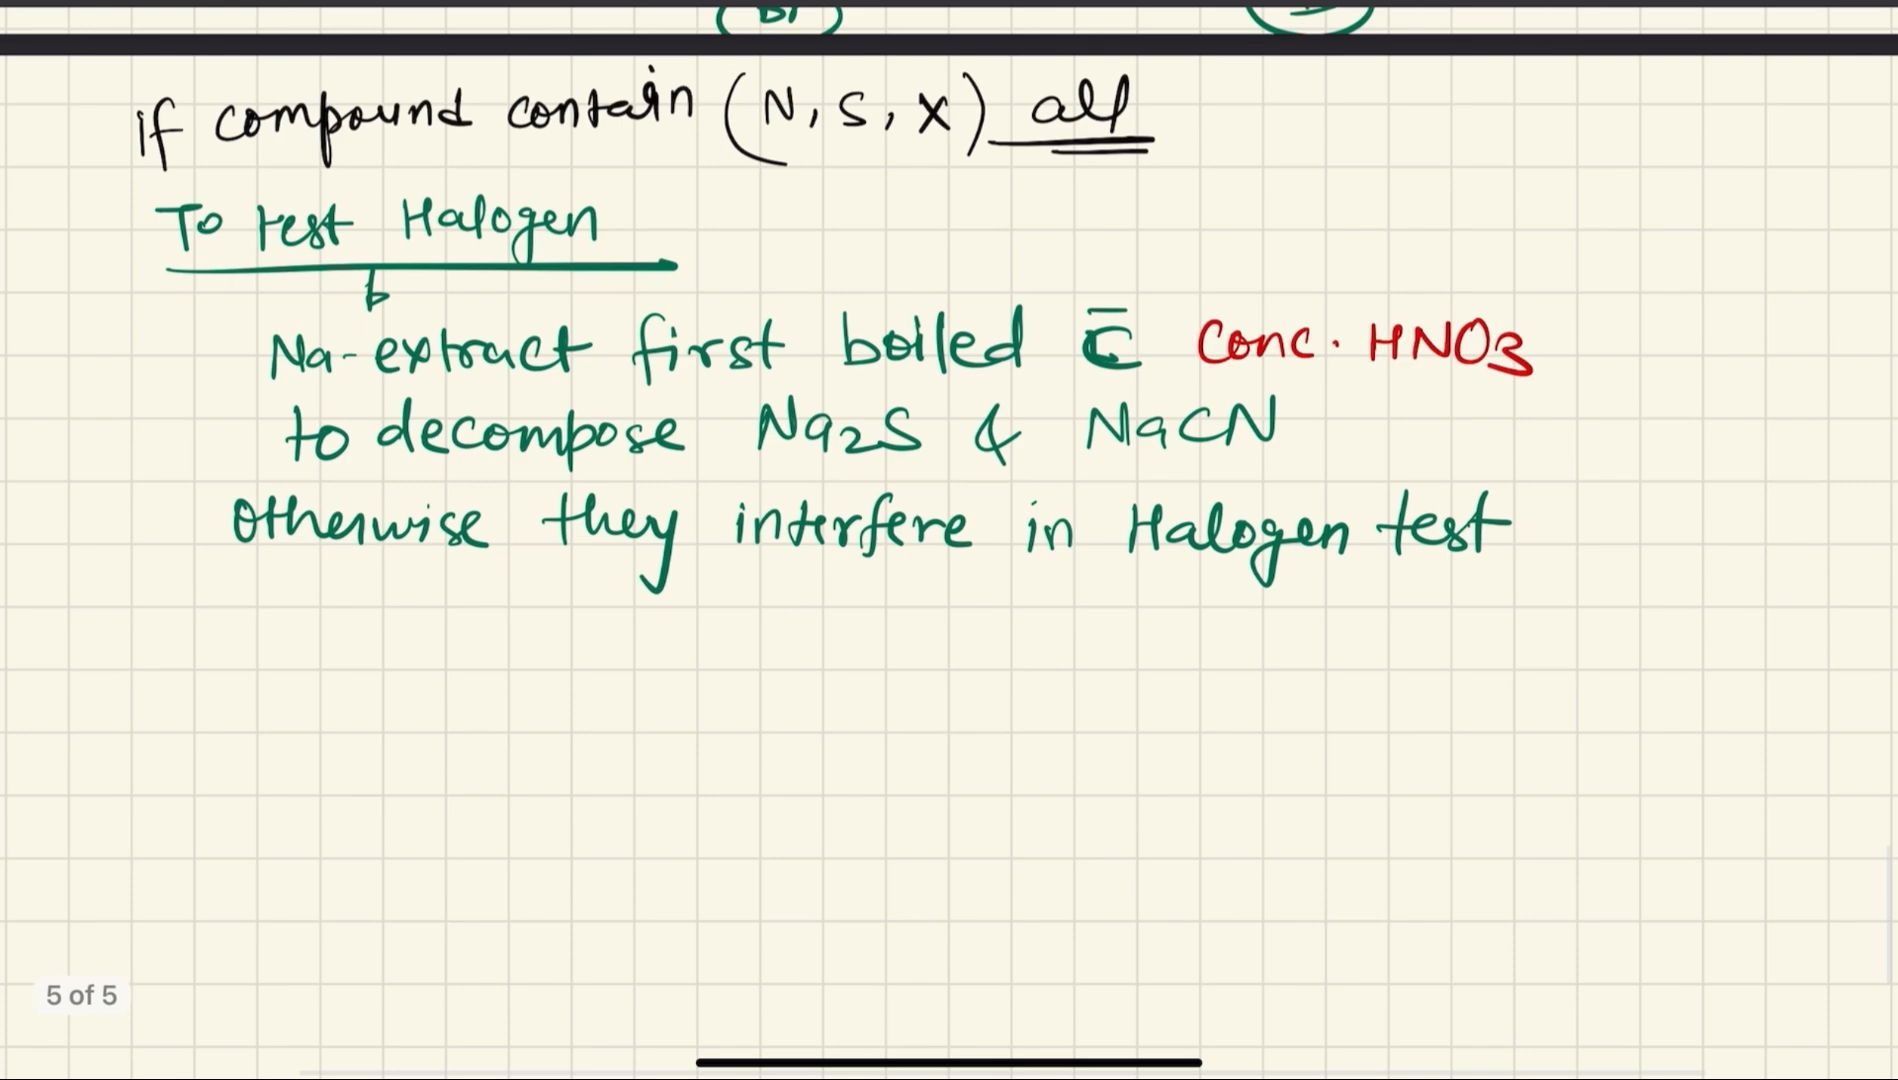 if compound contain (N, S, X) all
To test Halogen
Na-extract first boiled c̄ Conc. HNO3
to decompose Na2S & NaCN
Otherwise they interfere in Halogen test
5 of 5